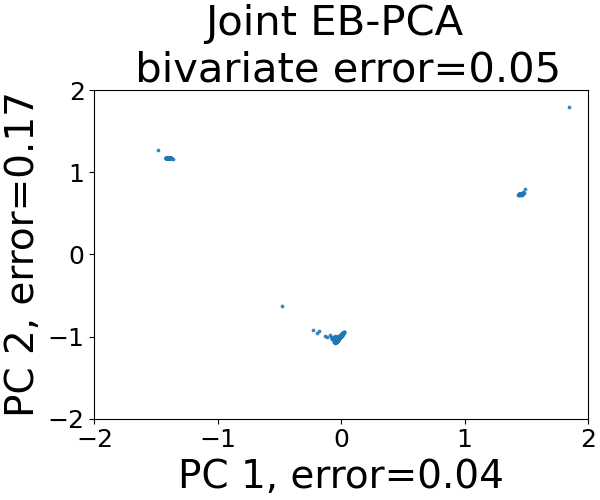 Joint EB-PCA
bivariate error=0.05
PC 2, error=0.17
2
1
0
−1
−2
−2
−1
0
1
2
PC 1, error=0.04